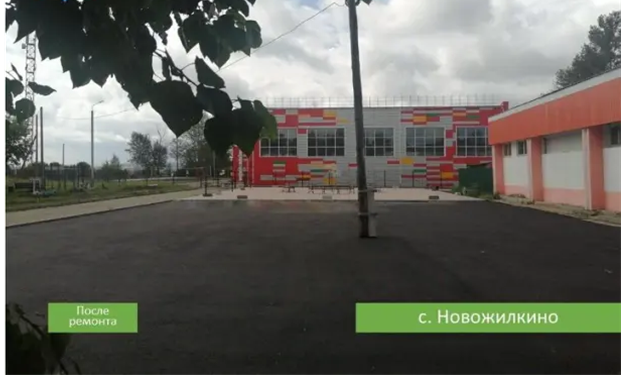 После
ремонта
с. Новожилкино